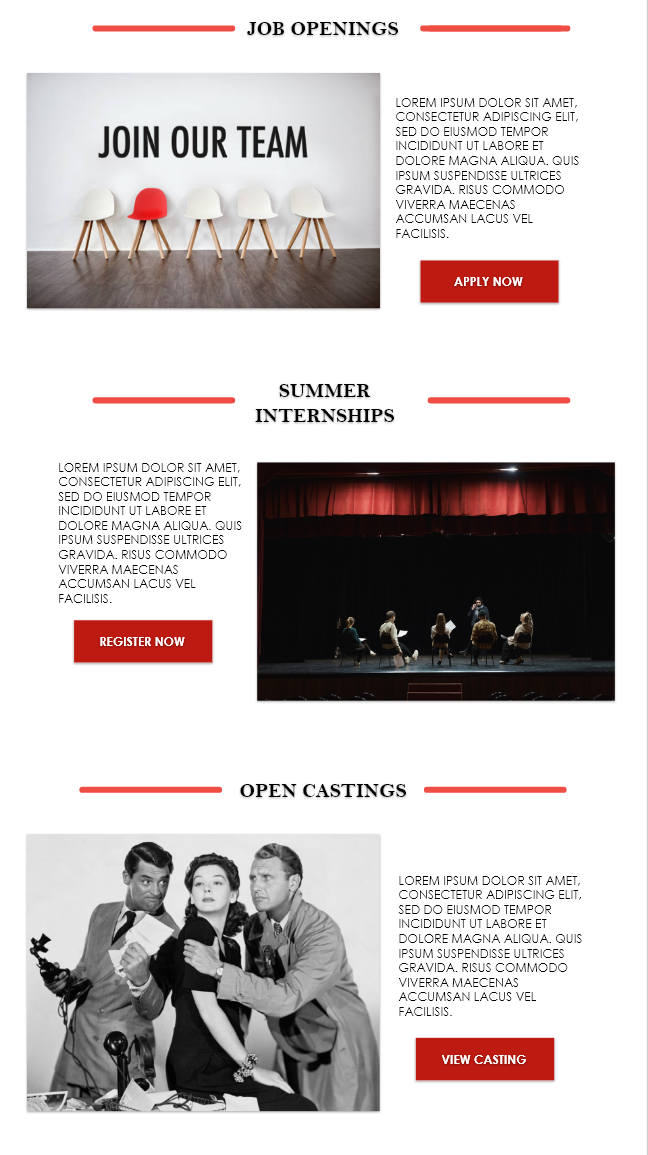 JOB OPENINGS
JOIN OUR TEAM
LOREM IPSUM DOLOR SIT AMET,
CONSECTETUR ADIPISCING ELIT,
SED DO EIUSMOD TEMPOR
INCIDIDUNT UT LABORE ET
DOLORE MAGNA ALIQUA. QUIS
IPSUM SUSPENDISSE ULTRICES
GRAVIDA. RISUS COMMODO
VIVERRA MAECENAS
ACCUMSAN LACUS VEL
FACILISIS.
APPLY NOW
SUMMER
INTERNSHIPS
LOREM IPSUM DOLOR SIT AMET,
CONSECTETUR ADIPISCING ELIT,
SED DO EIUSMOD TEMPOR
INCIDIDUNT UT LABORE ET
DOLORE MAGNA ALIQUA. QUIS
IPSUM SUSPENDISSE ULTRICES
GRAVIDA. RISUS COMMODO
VIVERRA MAECENAS
ACCUMSAN LACUS VEL
FACILISIS.
REGISTER NOW
OPEN CASTINGS
LOREM IPSUM DOLOR SIT AMET,
CONSECTETUR ADIPISCING ELIT,
SED DO EIUSMOD TEMPOR
INCIDIDUNT UT LABORE ET
DOLORE MAGNA ALIQUA. QUIS
IPSUM SUSPENDISSE ULTRICES
GRAVIDA. RISUS COMMODO
VIVERRA MAECENAS
ACCUMSAN LACUS VEL
FACILISIS.
VIEW CASTING